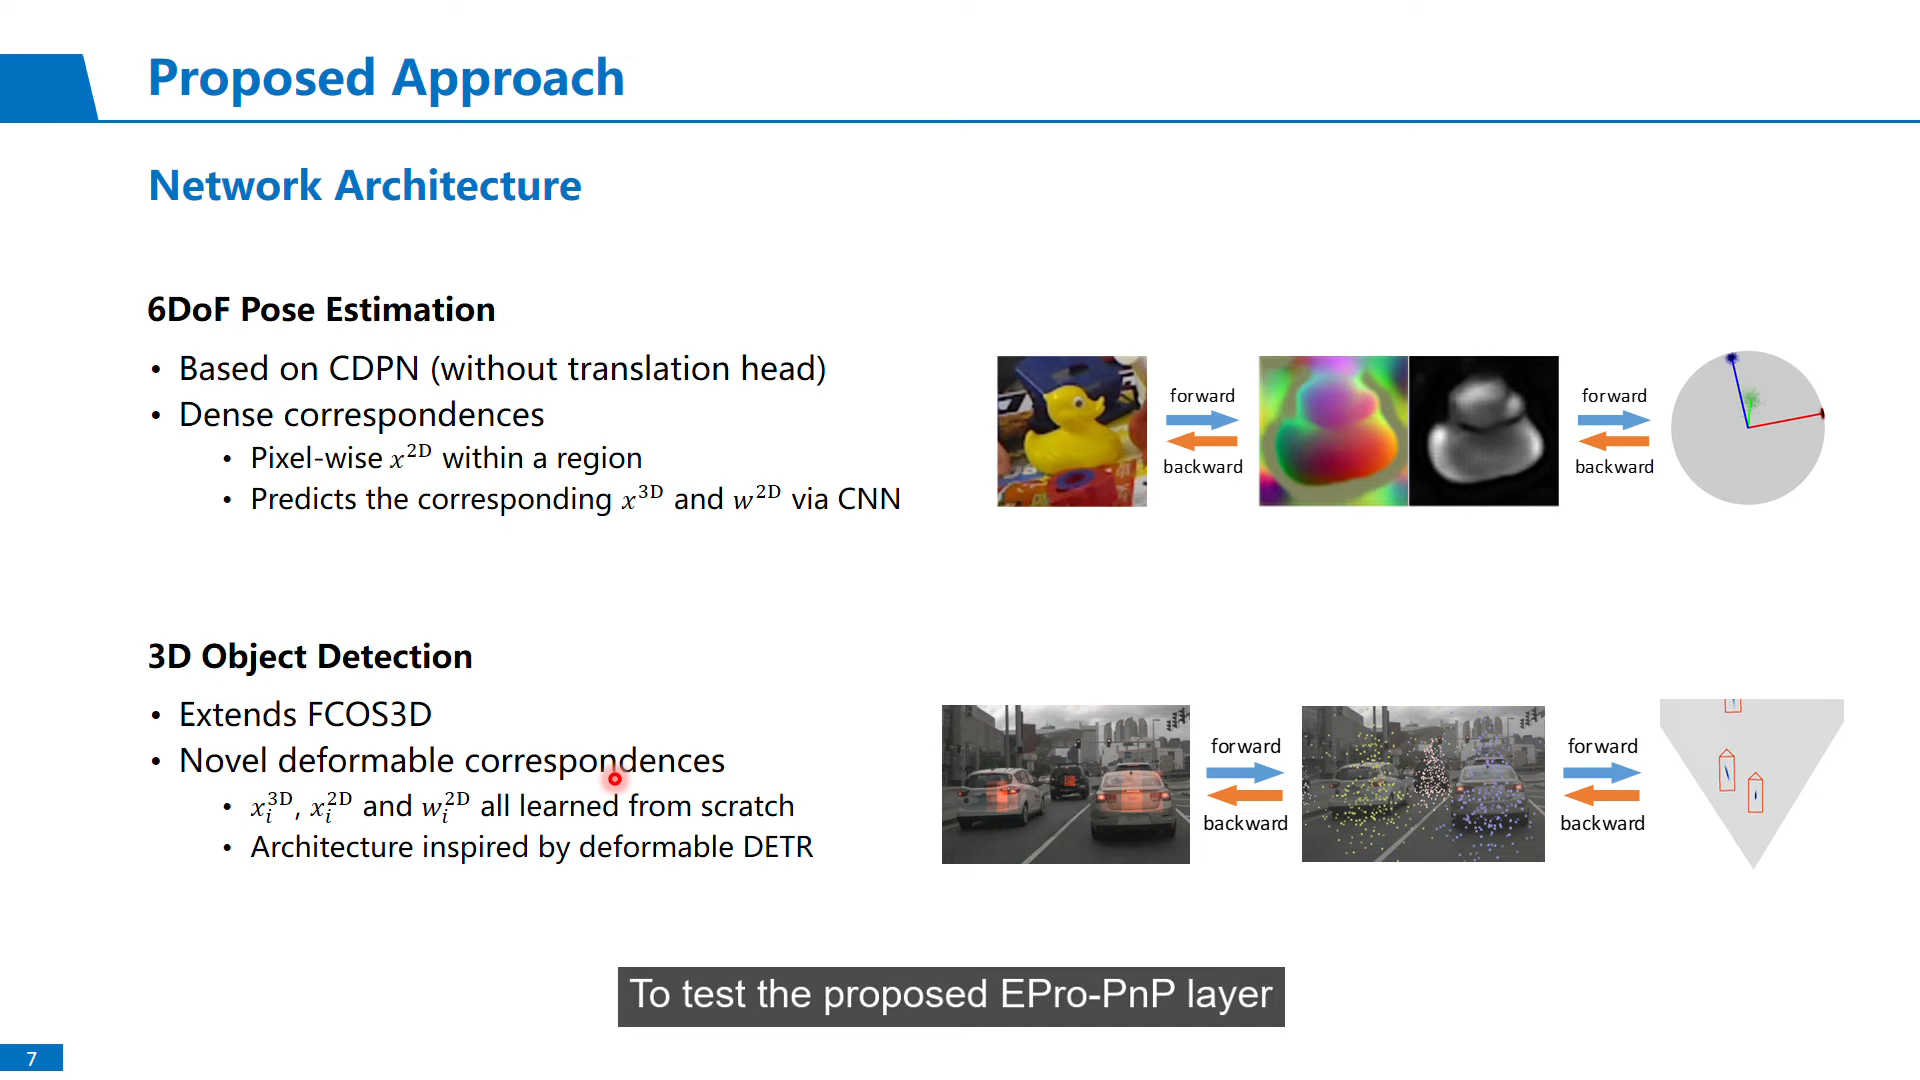 Proposed Approach
Network Architecture
6DoF Pose Estimation
• Based on CDPN (without translation head)
• Dense correspondences
• Pixel-wise x^2D within a region
• Predicts the corresponding x^3D and w^2D via CNN
forward
backward
forward
backward
3D Object Detection
• Extends FCOS3D
• Novel deformable correspondences
• x_i^3D, x_i^2D and w_i^2D all learned from scratch
• Architecture inspired by deformable DETR
forward
backward
forward
backward
To test the proposed EPro-PnP layer
7